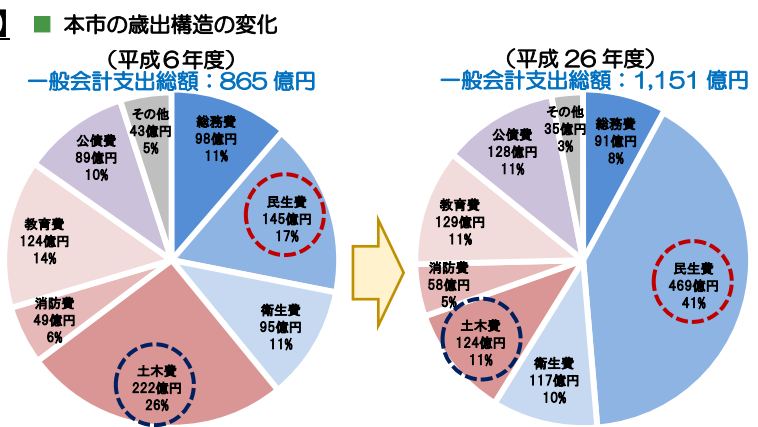 】 ■ 本市の歳出構造の変化
(平成6年度)
一般会計支出総額:865 億円
総務費
98億円
11%
民生費
145億円
17%
衛生費
95億円
11%
土木費
222億円
26%
消防費
49億円
6%
教育費
124億円
14%
公債費
89億円
10%
その他
43億円
5%
(平成 26 年度)
一般会計支出総額:1,151 億円
総務費
91億円
8%
民生費
469億円
41%
衛生費
117億円
10%
土木費
124億円
11%
消防費
58億円
5%
教育費
129億円
11%
公債費
128億円
11%
その他
35億円
3%